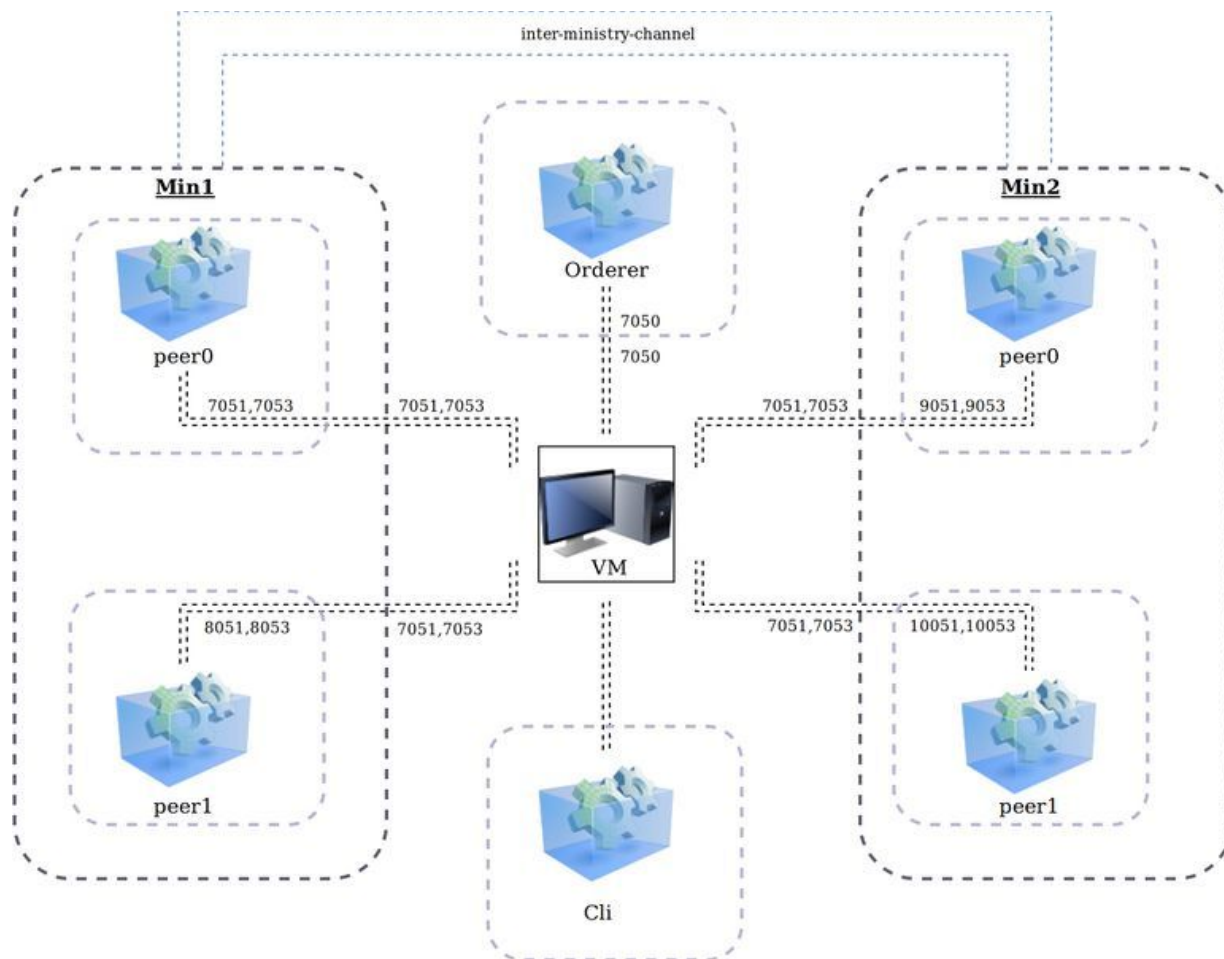 inter-ministry-channel
Min1
Min2
Orderer
7050
7050
peer0
peer0
7051,7053
7051,7053
7051,7053
9051,9053
VM
8051,8053
7051,7053
7051,7053
10051,10053
peer1
peer1
Cli